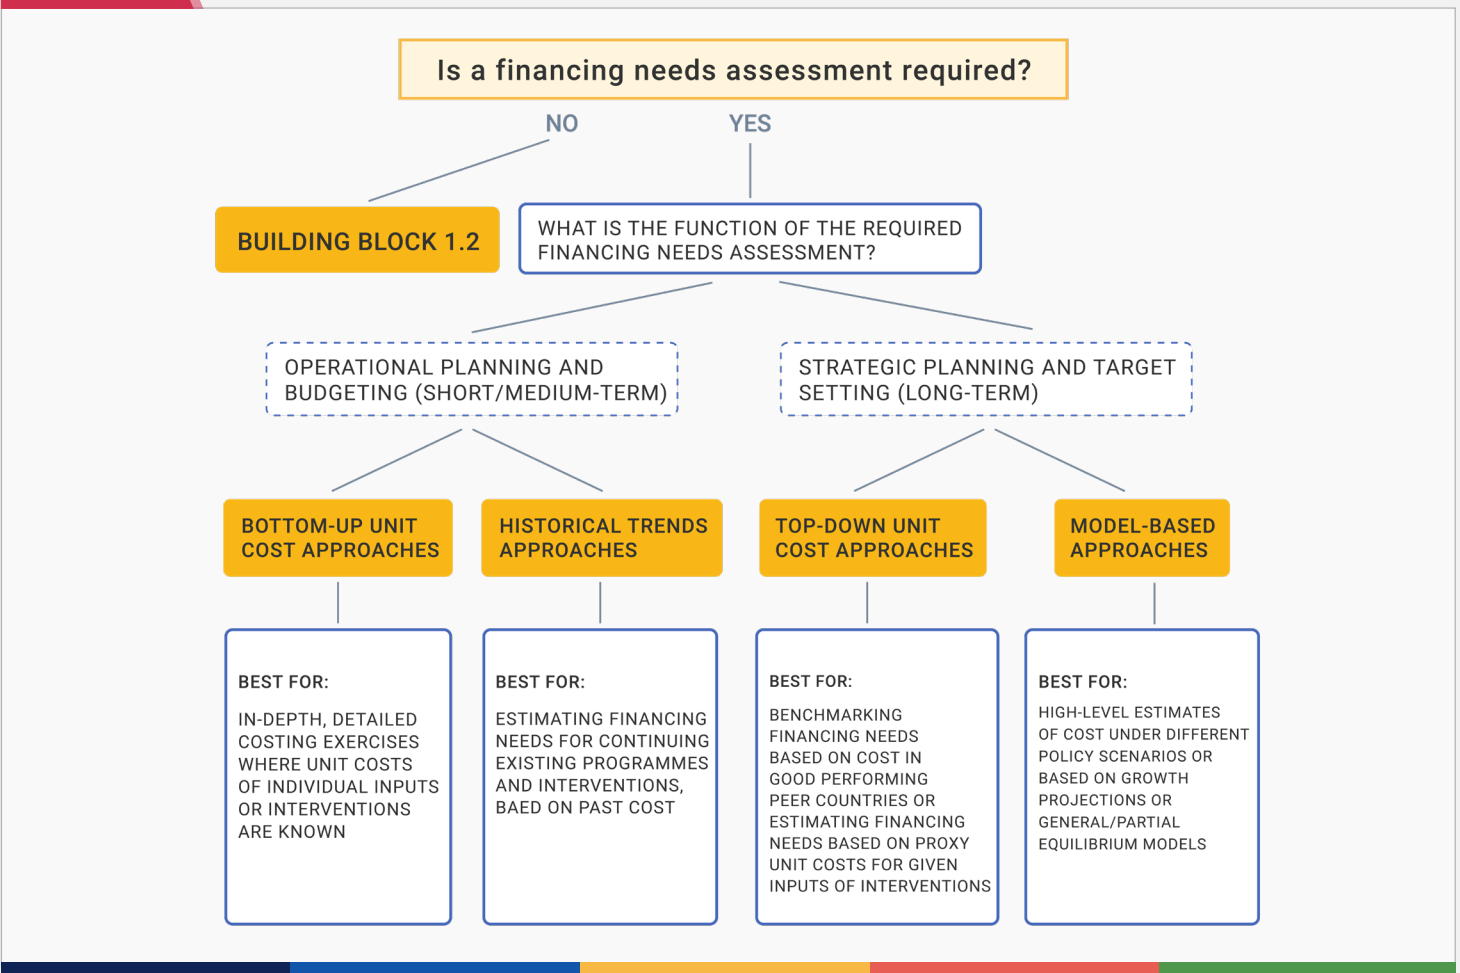 Is a financing needs assessment required?
NO
YES
BUILDING BLOCK 1.2
WHAT IS THE FUNCTION OF THE REQUIRED
FINANCING NEEDS ASSESSMENT?
OPERATIONAL PLANNING AND
BUDGETING (SHORT/MEDIUM-TERM)
STRATEGIC PLANNING AND TARGET
SETTING (LONG-TERM)
BOTTOM-UP UNIT
COST APPROACHES
HISTORICAL TRENDS
APPROACHES
TOP-DOWN UNIT
COST APPROACHES
MODEL-BASED
APPROACHES
BEST FOR:
IN-DEPTH, DETAILED
COSTING EXERCISES
WHERE UNIT COSTS
OF INDIVIDUAL INPUTS
OR INTERVENTIONS
ARE KNOWN
BEST FOR:
ESTIMATING FINANCING
NEEDS FOR CONTINUING
EXISTING PROGRAMMES
AND INTERVENTIONS,
BAED ON PAST COST
BEST FOR:
BENCHMARKING
FINANCING NEEDS
BASED ON COST IN
GOOD PERFORMING
PEER COUNTRIES OR
ESTIMATING FINANCING
NEEDS BASED ON PROXY
UNIT COSTS FOR GIVEN
INPUTS OF INTERVENTIONS
BEST FOR:
HIGH-LEVEL ESTIMATES
OF COST UNDER DIFFERENT
POLICY SCENARIOS OR
BASED ON GROWTH
PROJECTIONS OR
GENERAL/PARTIAL
EQUILIBRIUM MODELS